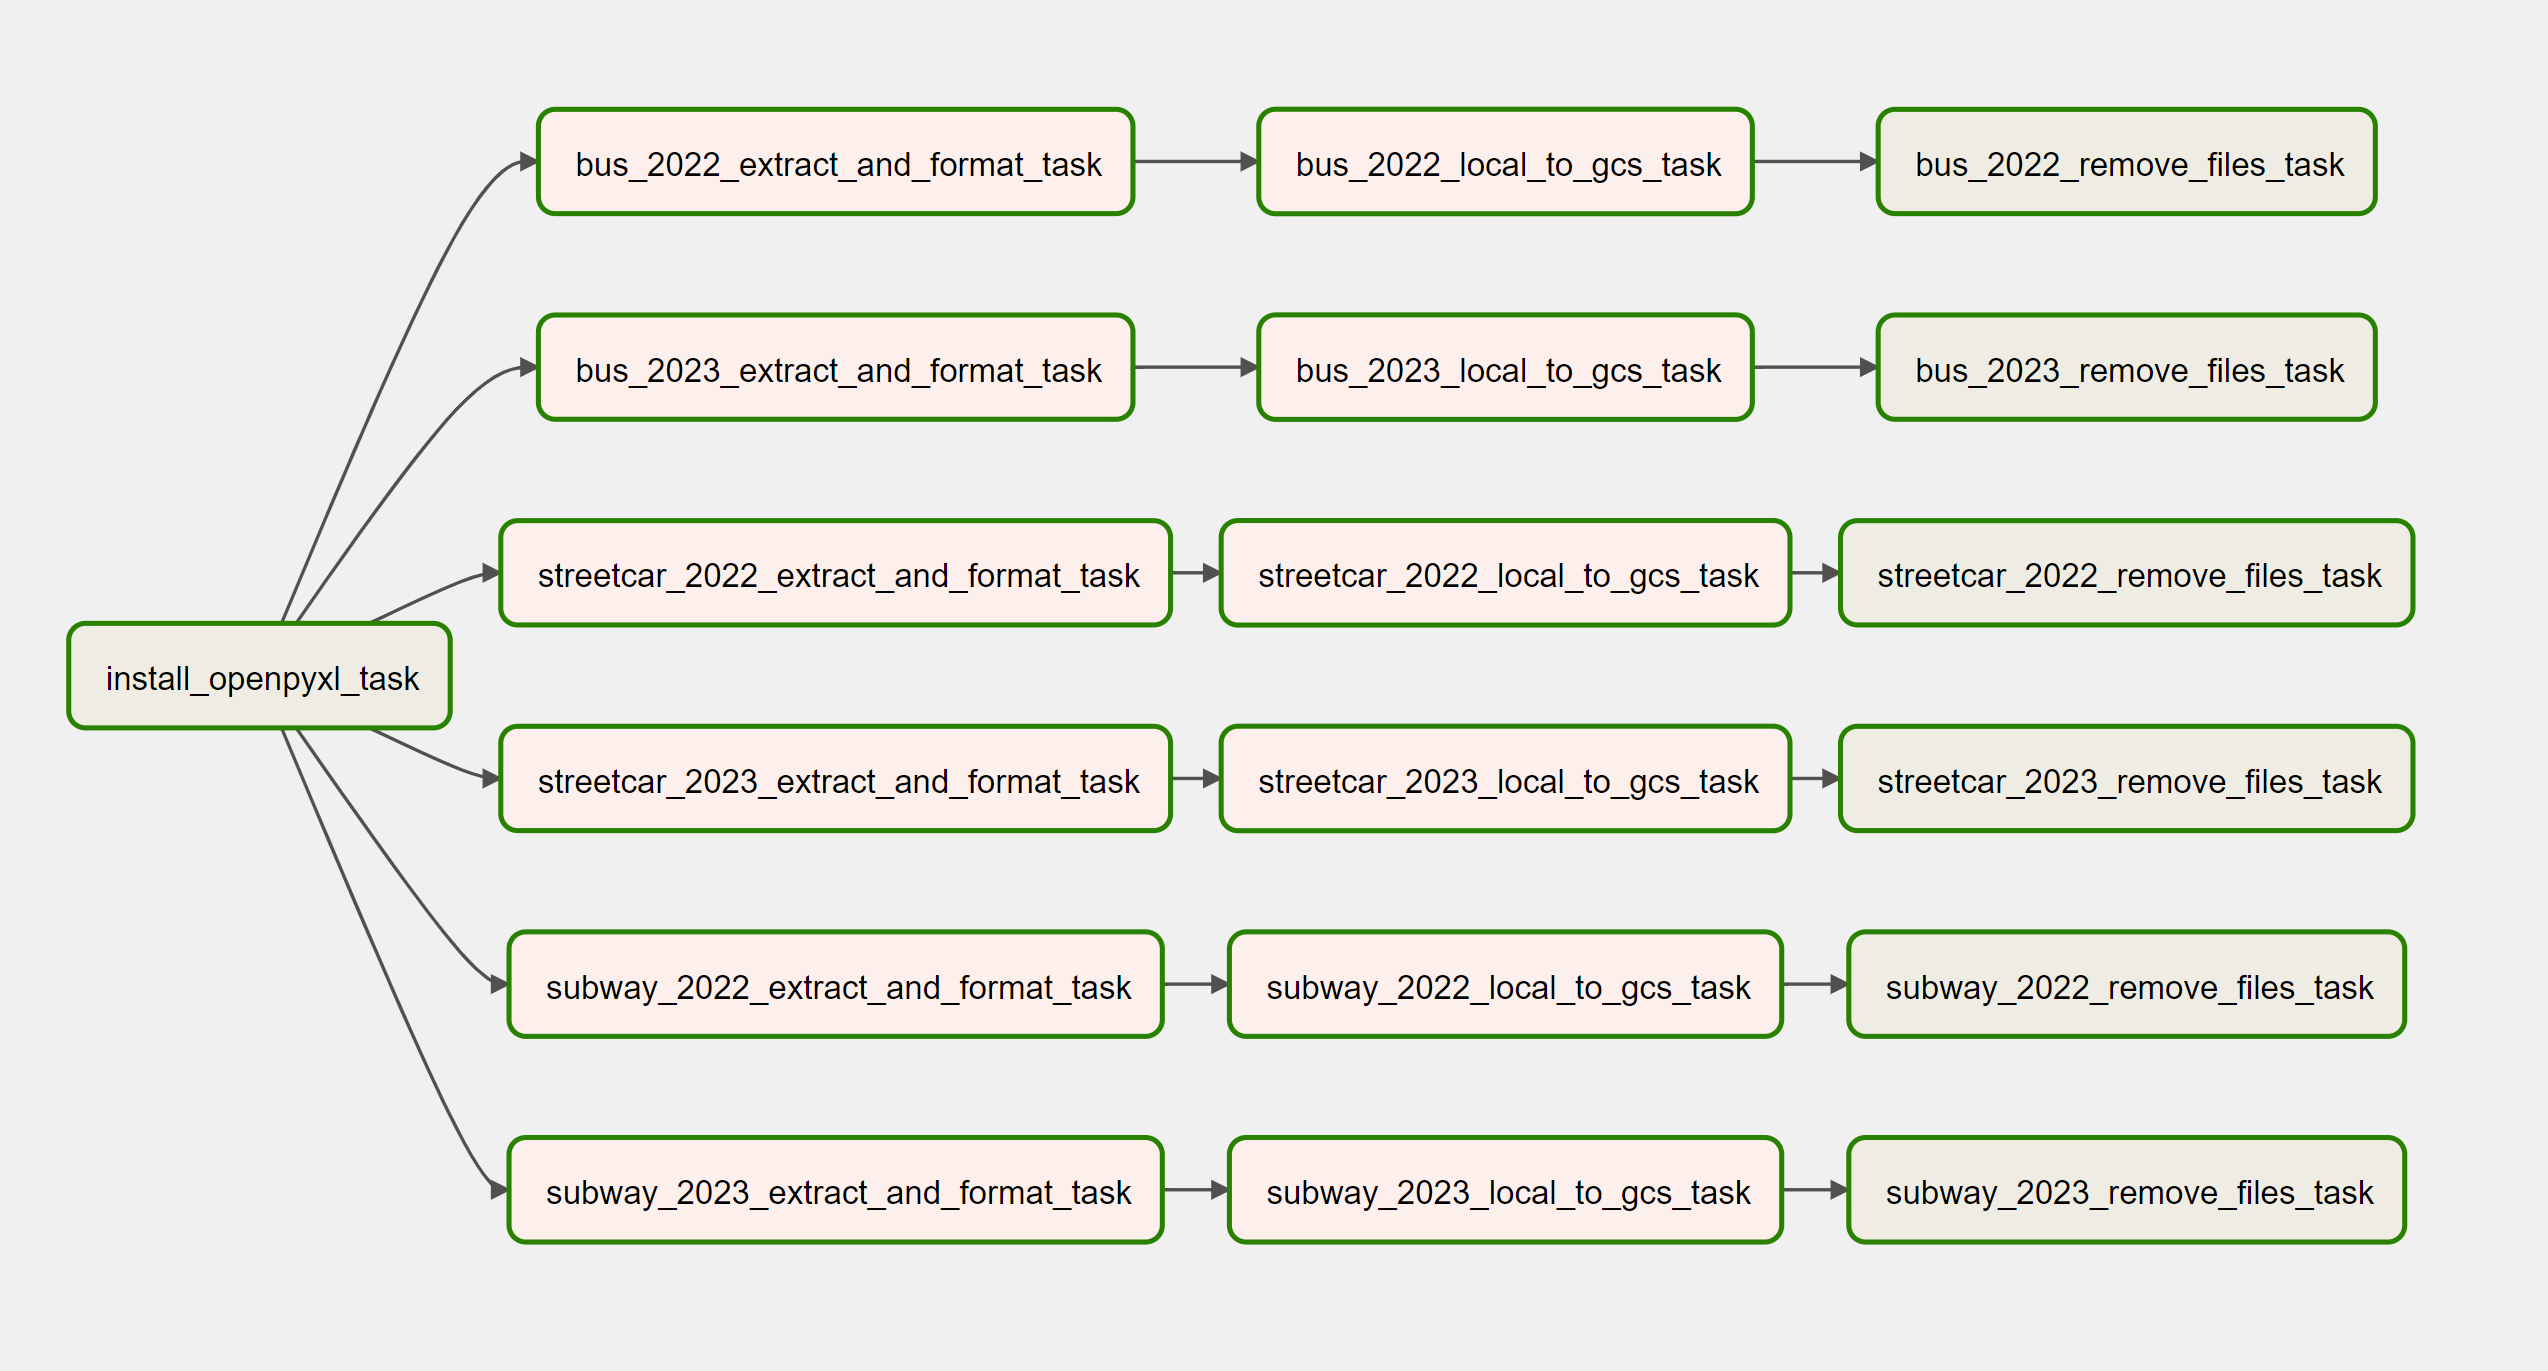 bus_2022_extract_and_format_task
bus_2022_local_to_gcs_task
bus_2022_remove_files_task
bus_2023_extract_and_format_task
bus_2023_local_to_gcs_task
bus_2023_remove_files_task
streetcar_2022_extract_and_format_task
streetcar_2022_local_to_gcs_task
streetcar_2022_remove_files_task
install_openpyxl_task
streetcar_2023_extract_and_format_task
streetcar_2023_local_to_gcs_task
streetcar_2023_remove_files_task
subway_2022_extract_and_format_task
subway_2022_local_to_gcs_task
subway_2022_remove_files_task
subway_2023_extract_and_format_task
subway_2023_local_to_gcs_task
subway_2023_remove_files_task